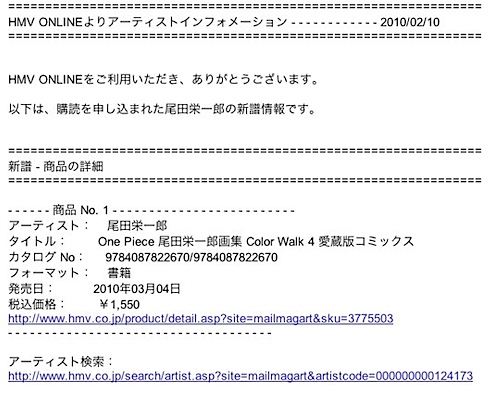 ================================================================
HMV ONLINEよりアーティストインフォメーション - - - - - - - - - - - - 2010/02/10
================================================================
HMV ONLINEをご利用いただき、ありがとうございます。
以下は、購読を申し込まれた尾田栄一郎の新譜情報です。
================================================================
新譜 - 商品の詳細
================================================================
- - - - - - 商品 No. 1 - - - - - - - - - - - - - - - - - - - - - - - - -
アーティスト： 尾田栄一郎
タイトル： One Piece 尾田栄一郎画集 Color Walk 4 愛蔵版コミックス
カタログ No： 9784087822670/9784087822670
フォーマット： 書籍
発売日： 2010年03月04日
税込価格： ￥1,550
http://www.hmv.co.jp/product/detail.asp?site=mailmagart&sku=3775503
- - - - - - - - - - - - - - - - - - - - - - - - - - - - - - - - - - - -
アーティスト検索：
http://www.hmv.co.jp/search/artist.asp?site=mailmagart&artistcode=000000000124173